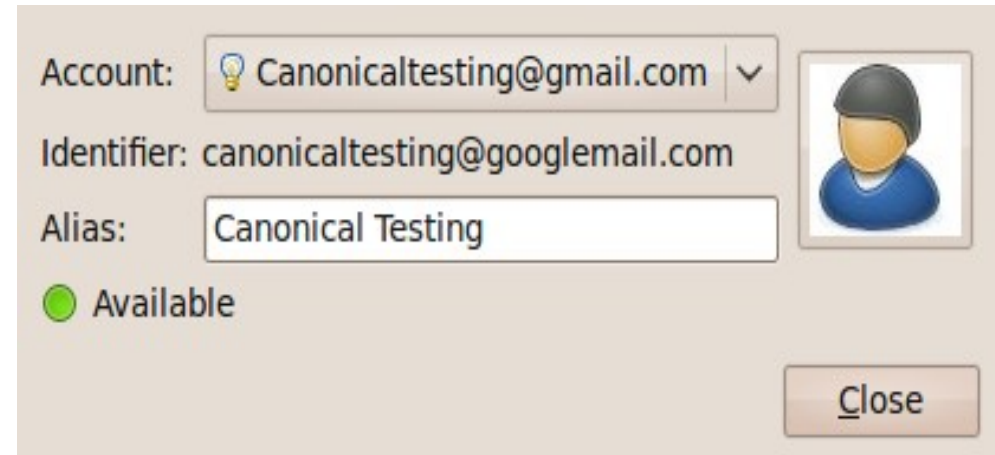 Account: Canonicaltesting@gmail.com
Identifier: canonicaltesting@googlemail.com
Alias: Canonical Testing
Available
Close